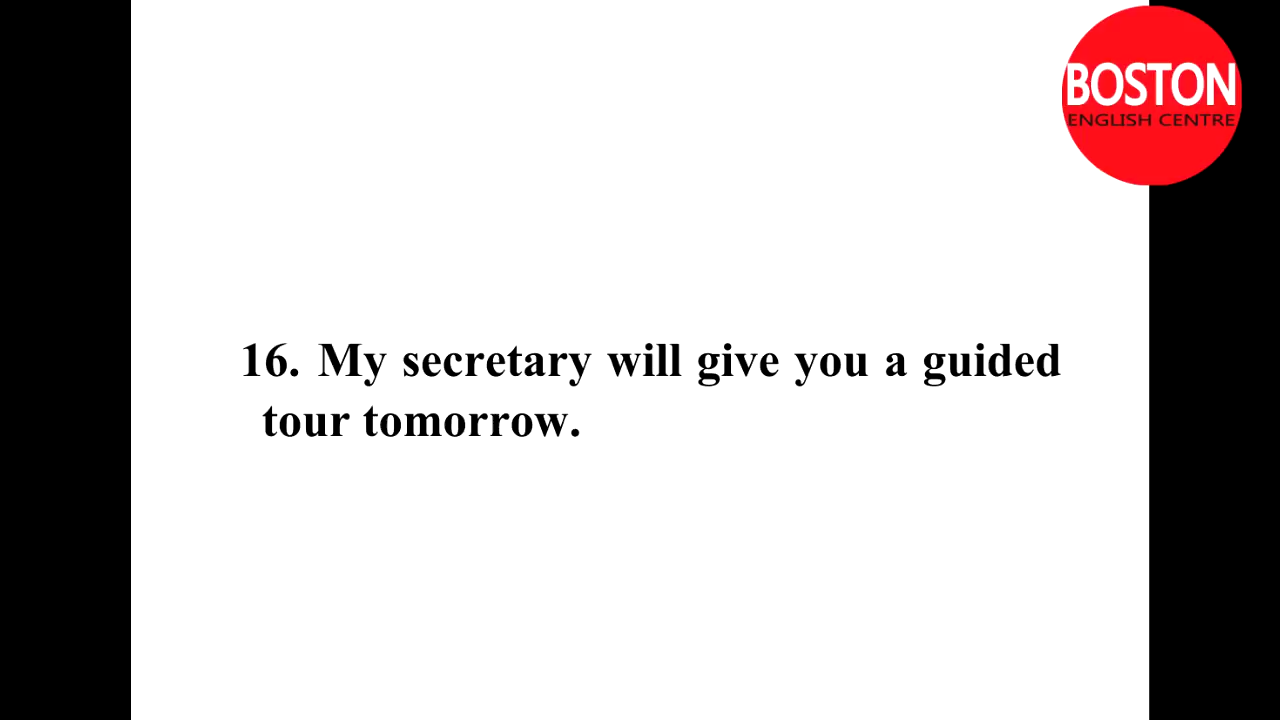 BOSTON
ENGLISH CENTRE
16. My secretary will give you a guided
tour tomorrow.